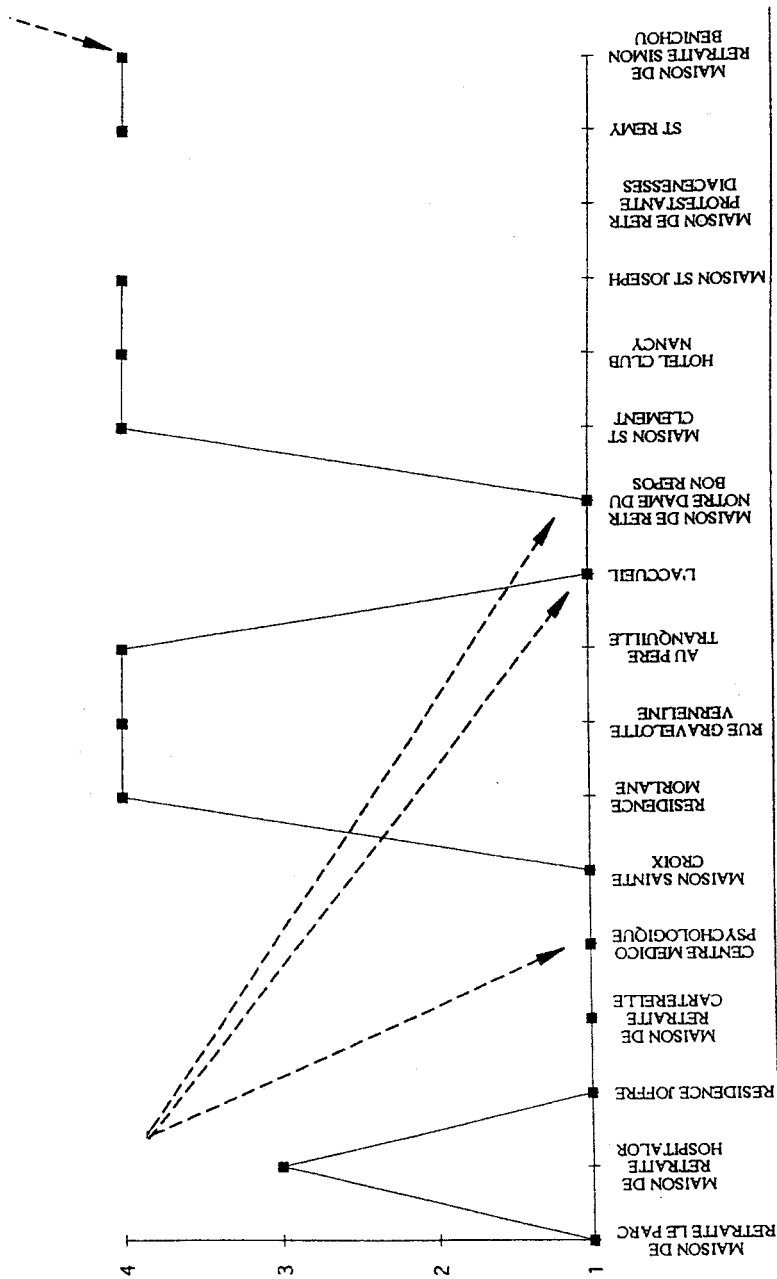 4
3
2
1
MAISON DE
RETRAITE LE PARC
MAISON DE
RETRAITE
HOSPITALOR
RESIDENCE JOFFRE
MAISON DE
RETRAITE
CARTERELLE
CENTRE MEDICO
PSYCHOLOGIQUE
MAISON SAINTE
CROIX
RESIDENCE
MORLANE
RUE GRAVELOTTE
VERNELINE
AU PERE
TRANQUILLE
L'ACCUEIL
MAISON DE RETR
NOTRE DAME DU
BON REPOS
MAISON ST
CLEMENT
HOTEL CLUB
NANCY
MAISON ST JOSEPH
MAISON DE RETR
PROTESTANTE
DIACENESSES
ST REMY
MAISON DE
RETRAITE SIMON
BENICHOU